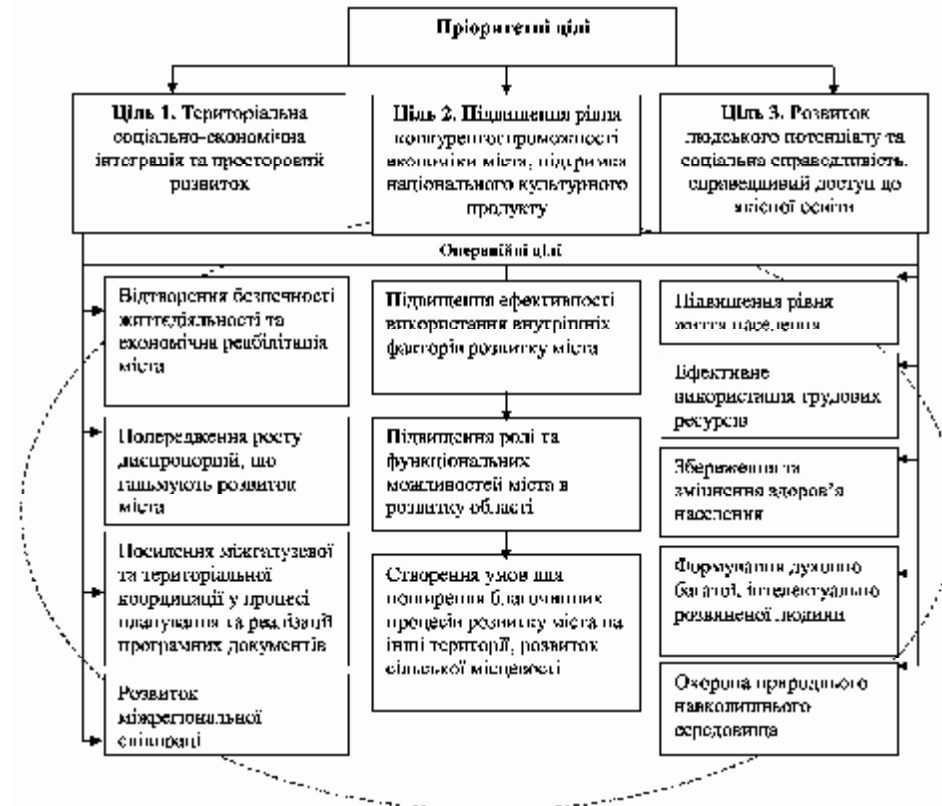 Пріоритетні цілі
Ціль 1. Територіальна
соціально-економічна
інтеграція та просторовий
розвиток
Ціль 2. Підвищення рівня
конкурентоспроможності
економіки міста, підтримка
національного культурного
продукту
Ціль 3. Розвиток
людського потенціалу та
соціальна справедливість,
справедливий доступ до
якісної освіти
Операційні цілі
Відтворення безпечності
життєдіяльності та
економічна реабілітація
міста
Попередження росту
диспропорцій, що
гальмують розвиток
міста
Посилення міжгалузевої
та територіальної
координації у процесі
планування та реалізації
програмних документів
Розвиток
міжрегіональної
співпраці
Підвищення ефективності
використання внутрішніх
факторів розвитку міста
Підвищення ролі та
функціональних
можливостей міста в
розвитку області
Створення умов для
поширення благочинних
процесів розвитку міста на
інші території, розвиток
сільської місцевості
Підвищення рівня
життя населення
Ефективне
використання трудових
ресурсів
Збереження та
зміцнення здоров’я
населення
Формування духовно
багатої, інтелектуально
розвиненої людини
Охорона природнього
навколишнього
середовища